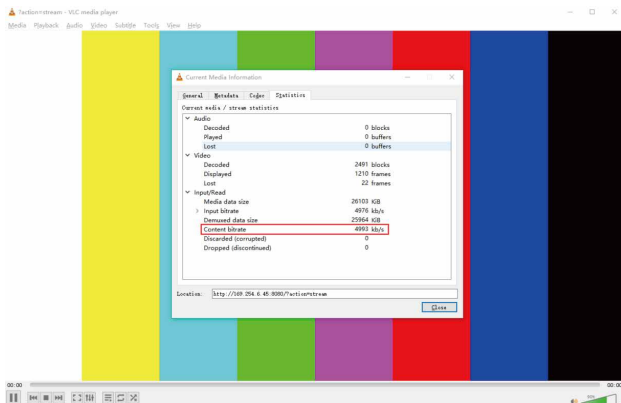 ?action=stream - VLC media player
Media Playback Audio Video Subtitle Tools View Help
Current Media Information
General Metadata Codec Statistics
Current media / stream statistics
Audio
Decoded 0 blocks
Played 0 buffers
Lost 0 buffers
Video
Decoded 2491 blocks
Displayed 1210 frames
Lost 22 frames
Input/Read
Media data size 26103 KiB
Input bitrate 4976 kb/s
Demuxed data size 25964 KiB
Content bitrate 4993 kb/s
Discarded (corrupted) 0
Dropped (discontinued) 0
Location: http://169.254.6.45:8080/?action=stream
Close
00:00 00:00